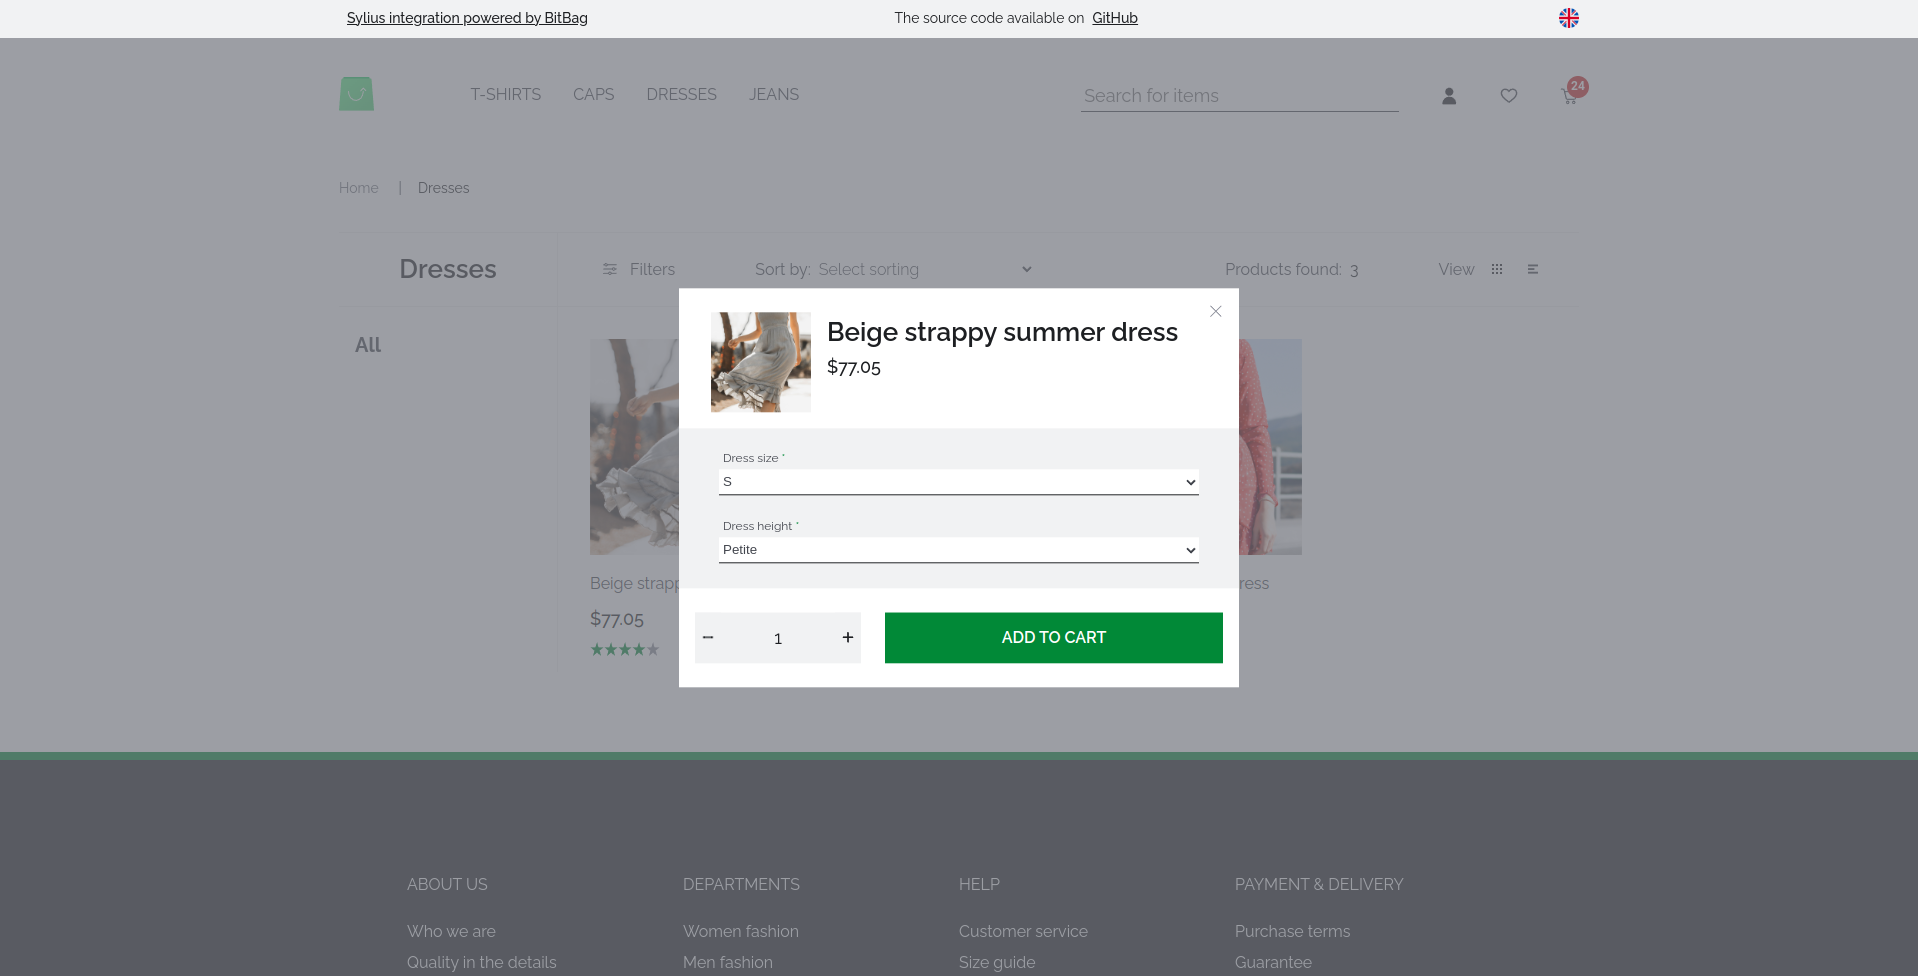 Sylius integration powered by BitBag
The source code available on GitHub
T-SHIRTS CAPS DRESSES JEANS
Search for items
24
Home | Dresses
Dresses
Filters
Sort by: Select sorting
Products found: 3
View
All
Beige strappy summer dress
$77.05
Dress size *
S
Dress height *
Petite
1
ADD TO CART
$77.05
ABOUT US
Who we are
Quality in the details
DEPARTMENTS
Women fashion
Men fashion
HELP
Customer service
Size guide
PAYMENT & DELIVERY
Purchase terms
Guarantee